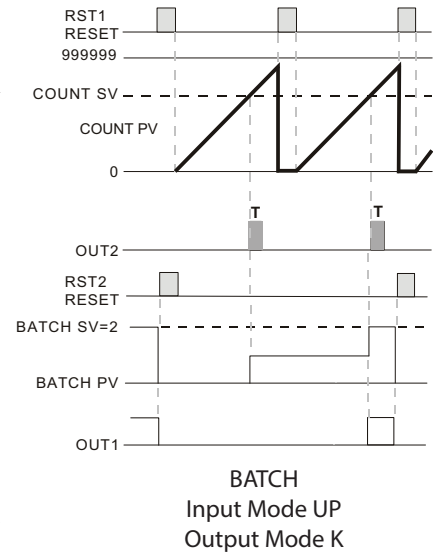 RST1
RESET
999999
COUNT SV
COUNT PV
0
T T
OUT2
RST2
RESET
BATCH SV=2
BATCH PV
OUT1
BATCH
Input Mode UP
Output Mode K